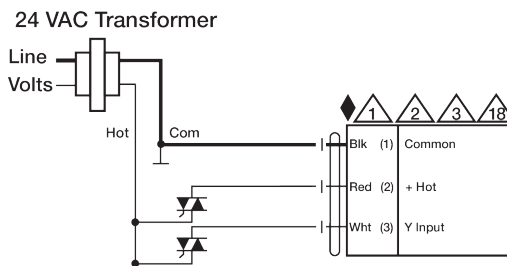 24 VAC Transformer
Line
Volts
Hot
Com
1 2 3 18
Blk (1) Common
Red (2) + Hot
Wht (3) Y Input